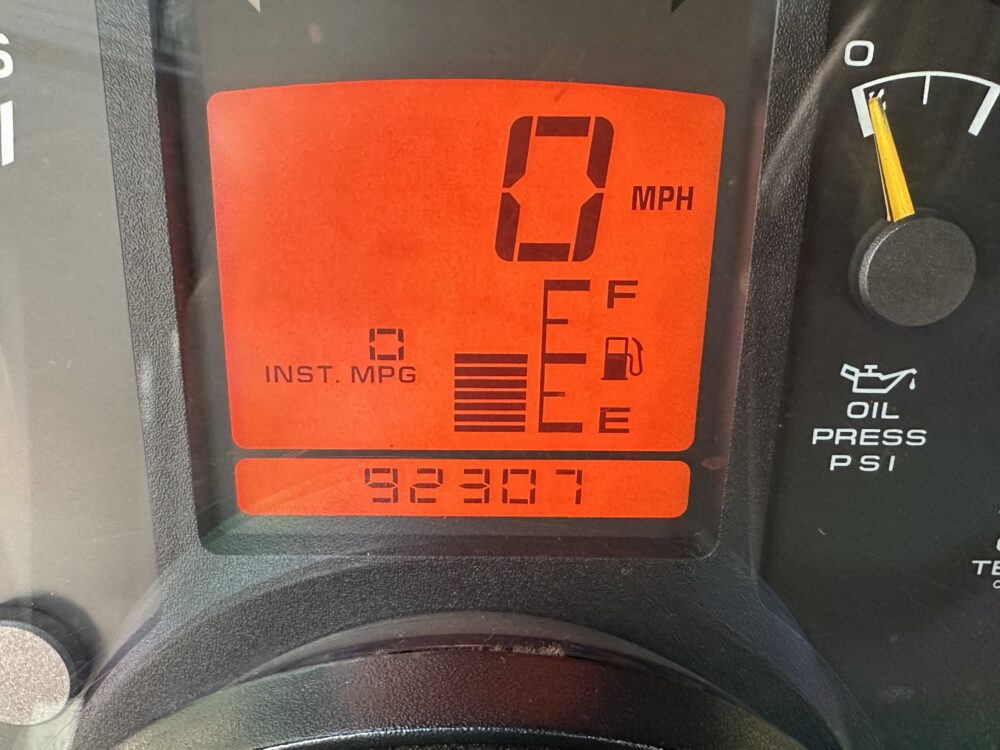 0
0 MPH
F
0
INST. MPG
E
OIL
PRESS
PSI
92307